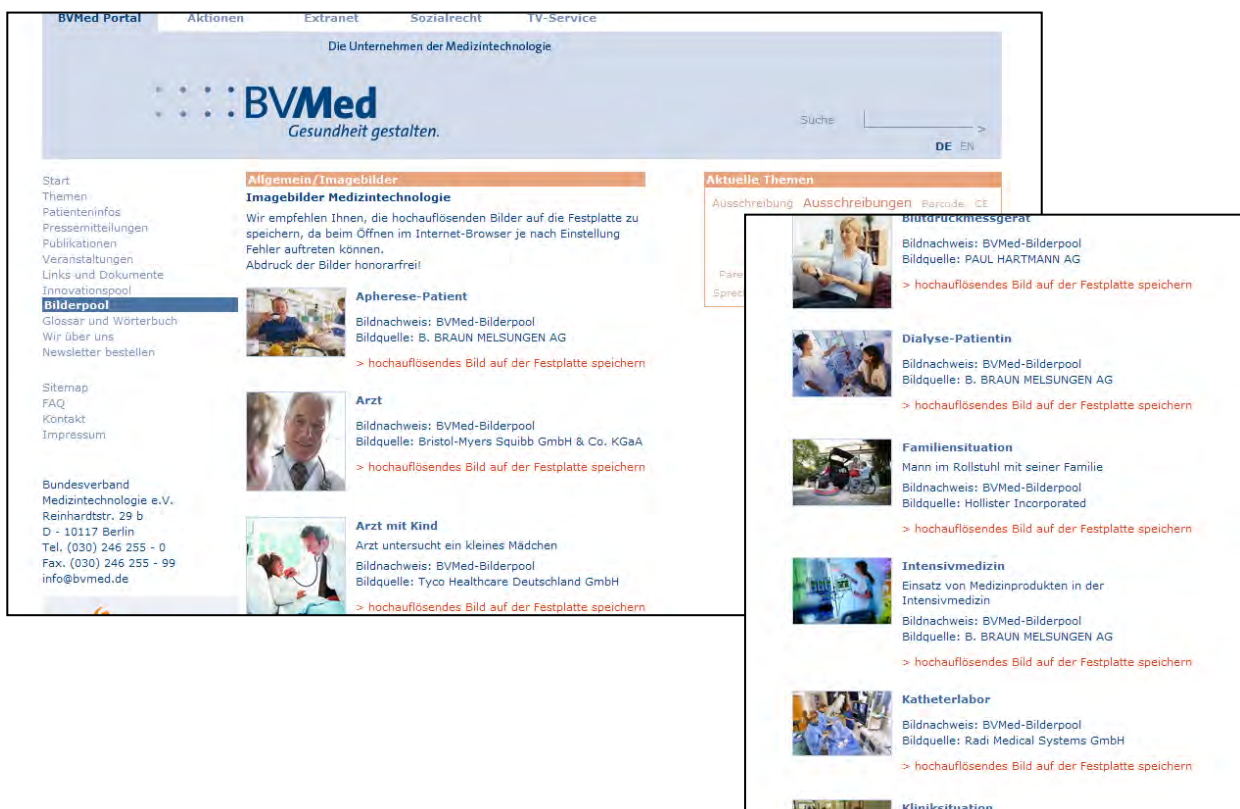 BVMed Portal Aktionen Extranet Sozialrecht TV-Service
Die Unternehmen der Medizintechnologie
BVMed
Gesundheit gestalten.
Suche >
DE EN
Start
Themen
Patienteninfos
Pressemitteilungen
Publikationen
Veranstaltungen
Links und Dokumente
Innovationspool
Bilderpool
Glossar und Wörterbuch
Wir über uns
Newsletter bestellen
Sitemap
FAQ
Kontakt
Impressum
Bundesverband
Medizintechnologie e.V.
Reinhardtstr. 29 b
D - 10117 Berlin
Tel. (030) 246 255 - 0
Fax. (030) 246 255 - 99
info@bvmed.de
Allgemein/Imagebilder
Imagebilder Medizintechnologie
Wir empfehlen Ihnen, die hochauflösenden Bilder auf die Festplatte zu
speichern, da beim Öffnen im Internet-Browser je nach Einstellung
Fehler auftreten können.
Abdruck der Bilder honorarfrei!
Apherese-Patient
Bildnachweis: BVMed-Bilderpool
Bildquelle: B. BRAUN MELSUNGEN AG
> hochauflösendes Bild auf der Festplatte speichern
Arzt
Bildnachweis: BVMed-Bilderpool
Bildquelle: Bristol-Myers Squibb GmbH & Co. KGaA
> hochauflösendes Bild auf der Festplatte speichern
Arzt mit Kind
Arzt untersucht ein kleines Mädchen
Bildnachweis: BVMed-Bilderpool
Bildquelle: Tyco Healthcare Deutschland GmbH
> hochauflösendes Bild auf der Festplatte speichern
Aktuelle Themen
Ausschreibung Ausschreibungen Barcode CE
Blutdruckmessgerät
Bildnachweis: BVMed-Bilderpool
Bildquelle: PAUL HARTMANN AG
> hochauflösendes Bild auf der Festplatte speichern
Dialyse-Patientin
Bildnachweis: BVMed-Bilderpool
Bildquelle: B. BRAUN MELSUNGEN AG
> hochauflösendes Bild auf der Festplatte speichern
Familiensituation
Mann im Rollstuhl mit seiner Familie
Bildnachweis: BVMed-Bilderpool
Bildquelle: Hollister Incorporated
> hochauflösendes Bild auf der Festplatte speichern
Intensivmedizin
Einsatz von Medizinprodukten in der
Intensivmedizin
Bildnachweis: BVMed-Bilderpool
Bildquelle: B. BRAUN MELSUNGEN AG
> hochauflösendes Bild auf der Festplatte speichern
Katheterlabor
Bildnachweis: BVMed-Bilderpool
Bildquelle: Radi Medical Systems GmbH
> hochauflösendes Bild auf der Festplatte speichern
Kliniksituation